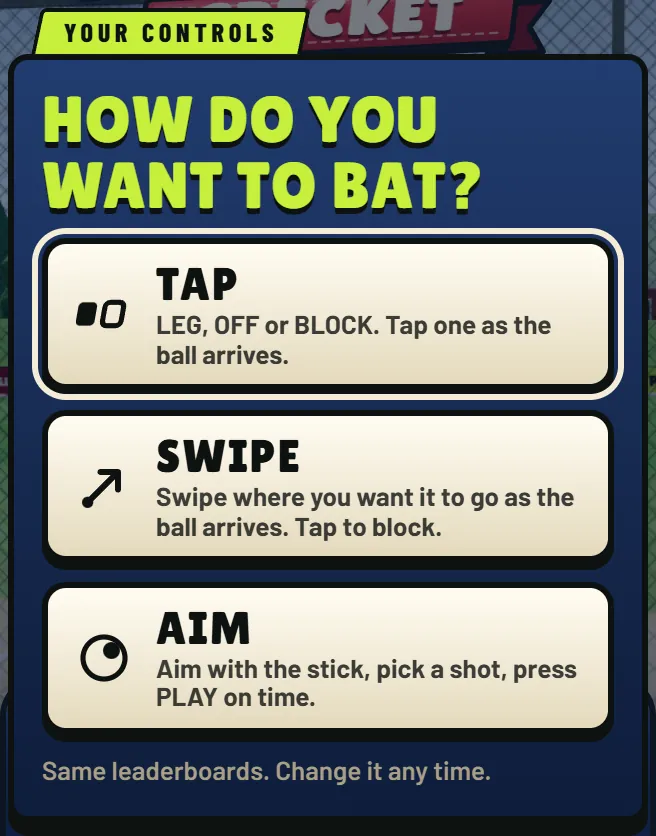 YOUR CONTROLS
HOW DO YOU
WANT TO BAT?
TAP
LEG, OFF or BLOCK. Tap one as the
ball arrives.
SWIPE
Swipe where you want it to go as the
ball arrives. Tap to block.
AIM
Aim with the stick, pick a shot, press
PLAY on time.
Same leaderboards. Change it any time.